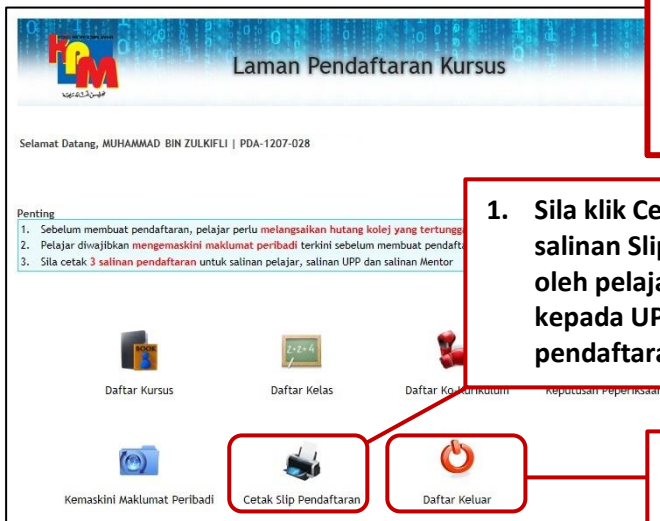 Laman Pendaftaran Kursus
Selamat Datang, MUHAMMAD BIN ZULKIFLI | PDA-1207-028
Penting
1. Sebelum membuat pendaftaran, pelajar perlu melangsaikan hutang kolej yang tertungga
2. Pelajar diwajibkan mengemaskini maklumat peribadi terkini sebelum membuat pendafta
3. Sila cetak 3 salinan pendaftaran untuk salinan pelajar, salinan UPP dan salinan Mentor
1. Sila klik Ce
salinan Slip
oleh pelaja
kepada UP
pendaftara
Daftar Kursus
Daftar Kelas
Daftar Ko-Kurikulum
Keputusan Peperiksaan
Kemaskini Maklumat Peribadi
Cetak Slip Pendaftaran
Daftar Keluar